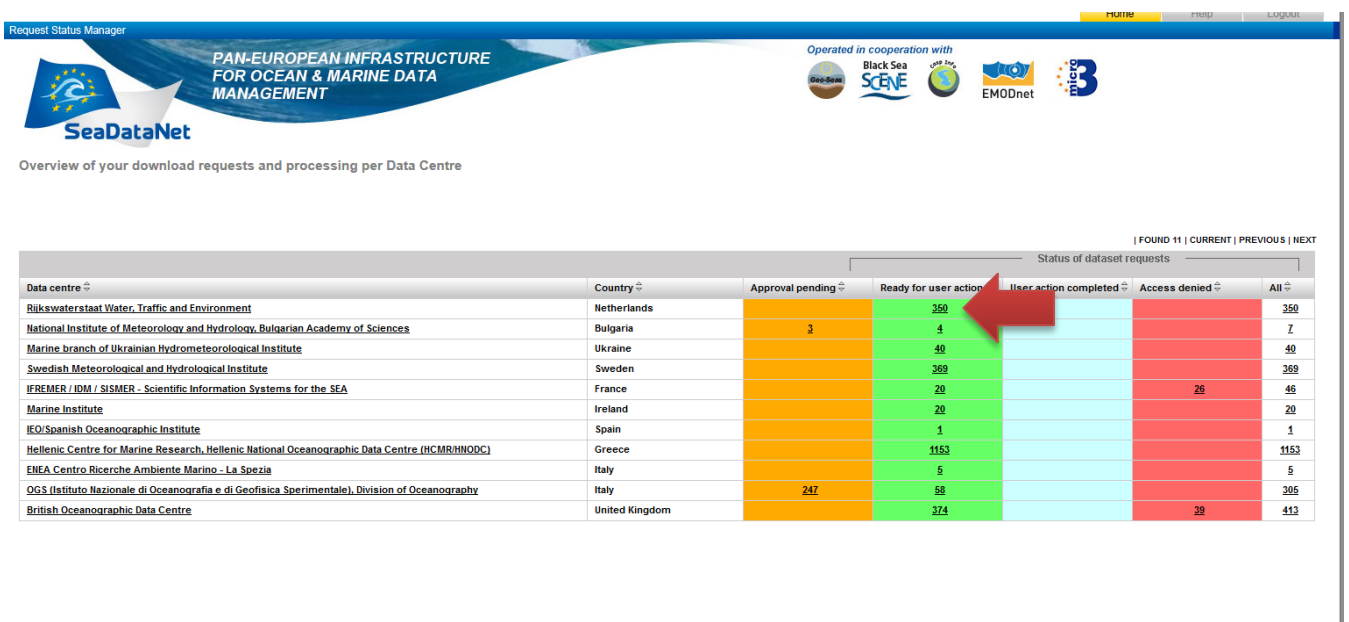 Home Help Logout
Request Status Manager
PAN-EUROPEAN INFRASTRUCTURE
FOR OCEAN & MARINE DATA
MANAGEMENT
SeaDataNet
Operated in cooperation with
Geo-Seas
Black Sea
SCENE
EMODnet
micro
B3
Overview of your download requests and processing per Data Centre
| FOUND 11 | CURRENT | PREVIOUS | NEXT
Status of dataset requests
Data centre Country Approval pending Ready for user action User action completed Access denied All
Rijkswaterstaat Water, Traffic and Environment Netherlands 350 350
National Institute of Meteorology and Hydrology, Bulgarian Academy of Sciences Bulgaria 3 4 7
Marine branch of Ukrainian Hydrometeorological Institute Ukraine 40 40
Swedish Meteorological and Hydrological Institute Sweden 369 369
IFREMER / IDM / SISMER - Scientific Information Systems for the SEA France 20 26 46
Marine Institute Ireland 20 20
IEO/Spanish Oceanographic Institute Spain 1 1
Hellenic Centre for Marine Research, Hellenic National Oceanographic Data Centre (HCMR/HNODC) Greece 1153 1153
ENEA Centro Ricerche Ambiente Marino - La Spezia Italy 5 5
OGS (Istituto Nazionale di Oceanografia e di Geofisica Sperimentale), Division of Oceanography Italy 247 58 305
British Oceanographic Data Centre United Kingdom 374 39 413